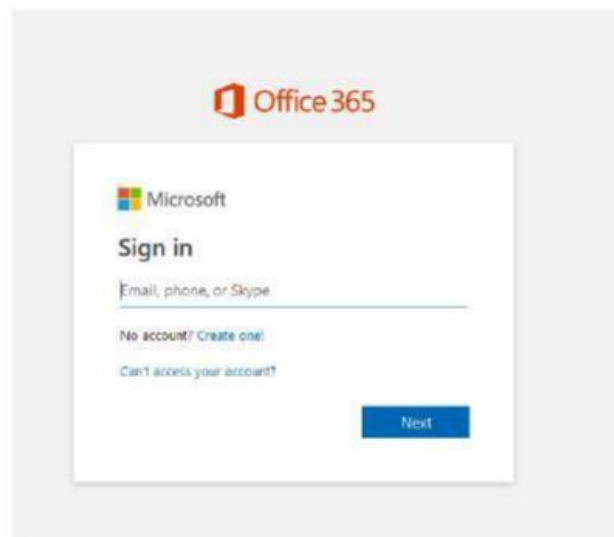 Office 365
Microsoft
Sign in
Email, phone, or Skype
No account? Create one!
Can't access your account?
Next